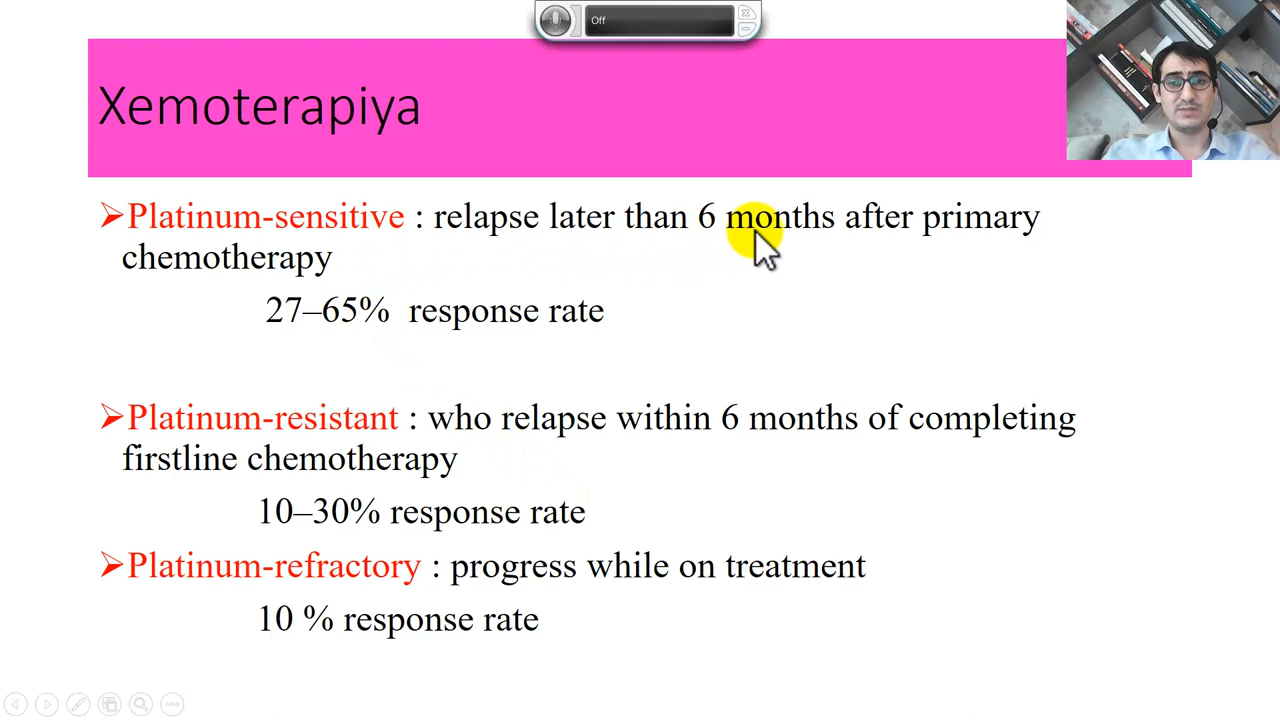 Off
Xemoterapiya
➢Platinum-sensitive : relapse later than 6 months after primary
chemotherapy
27–65% response rate
➢Platinum-resistant : who relapse within 6 months of completing
firstline chemotherapy
10–30% response rate
➢Platinum-refractory : progress while on treatment
10 % response rate